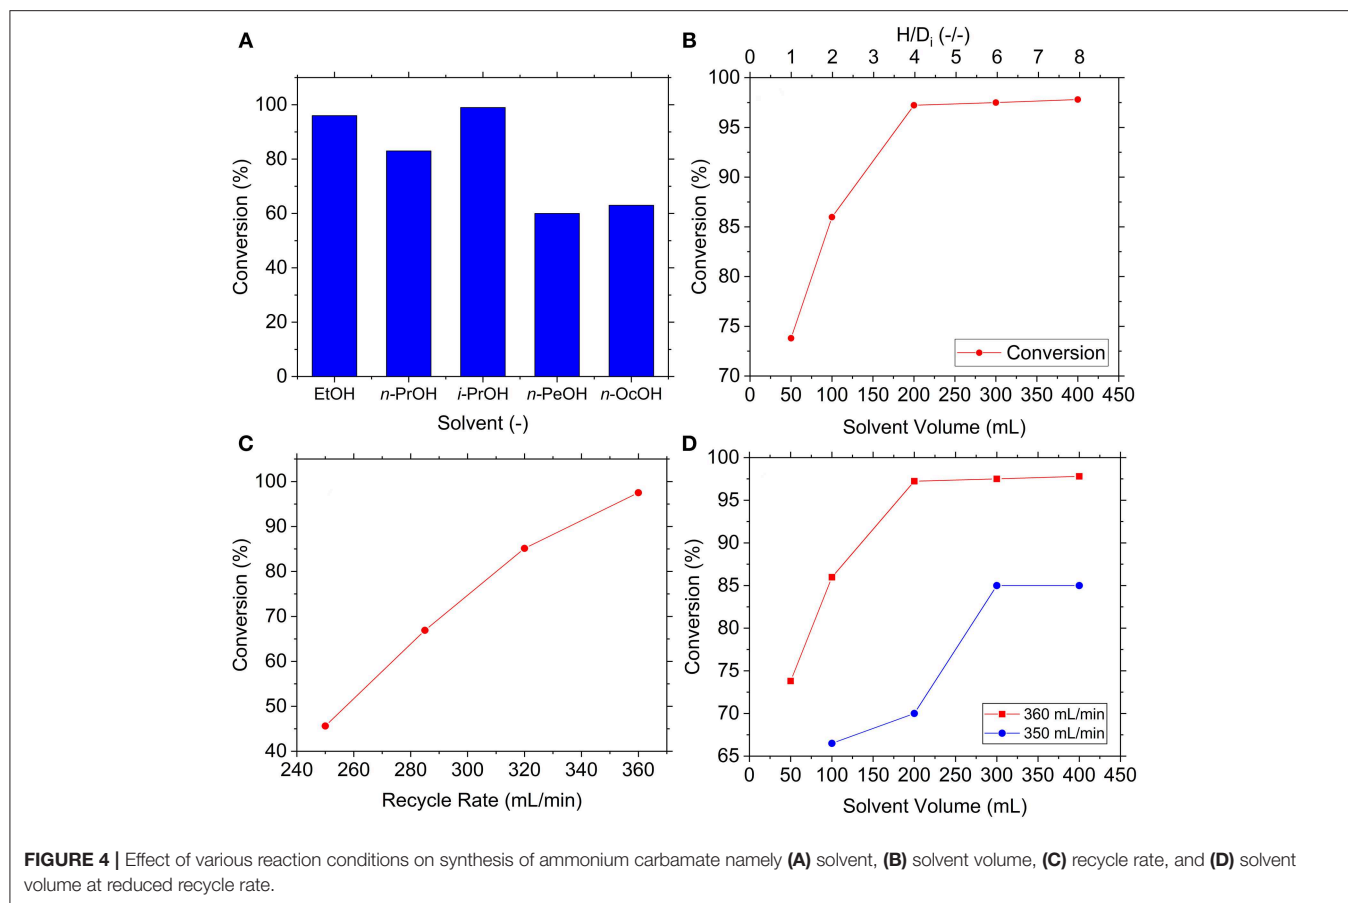 A
100
80
60
40
20
0
Conversion (%)
EtOH n-PrOH i-PrOH n-PeOH n-OcOH
Solvent (-)
B
H/Di (-/-)
0 1 2 3 4 5 6 7 8
100
95
90
85
80
75
70
Conversion (%)
Conversion
0 50 100 150 200 250 300 350 400 450
Solvent Volume (mL)
C
100
90
80
70
60
50
40
Conversion (%)
240 260 280 300 320 340 360
Recycle Rate (mL/min)
D
100
95
90
85
80
75
70
65
Conversion (%)
360 mL/min
350 mL/min
0 50 100 150 200 250 300 350 400 450
Solvent Volume (mL)
FIGURE 4 | Effect of various reaction conditions on synthesis of ammonium carbamate namely (A) solvent, (B) solvent volume, (C) recycle rate, and (D) solvent
volume at reduced recycle rate.